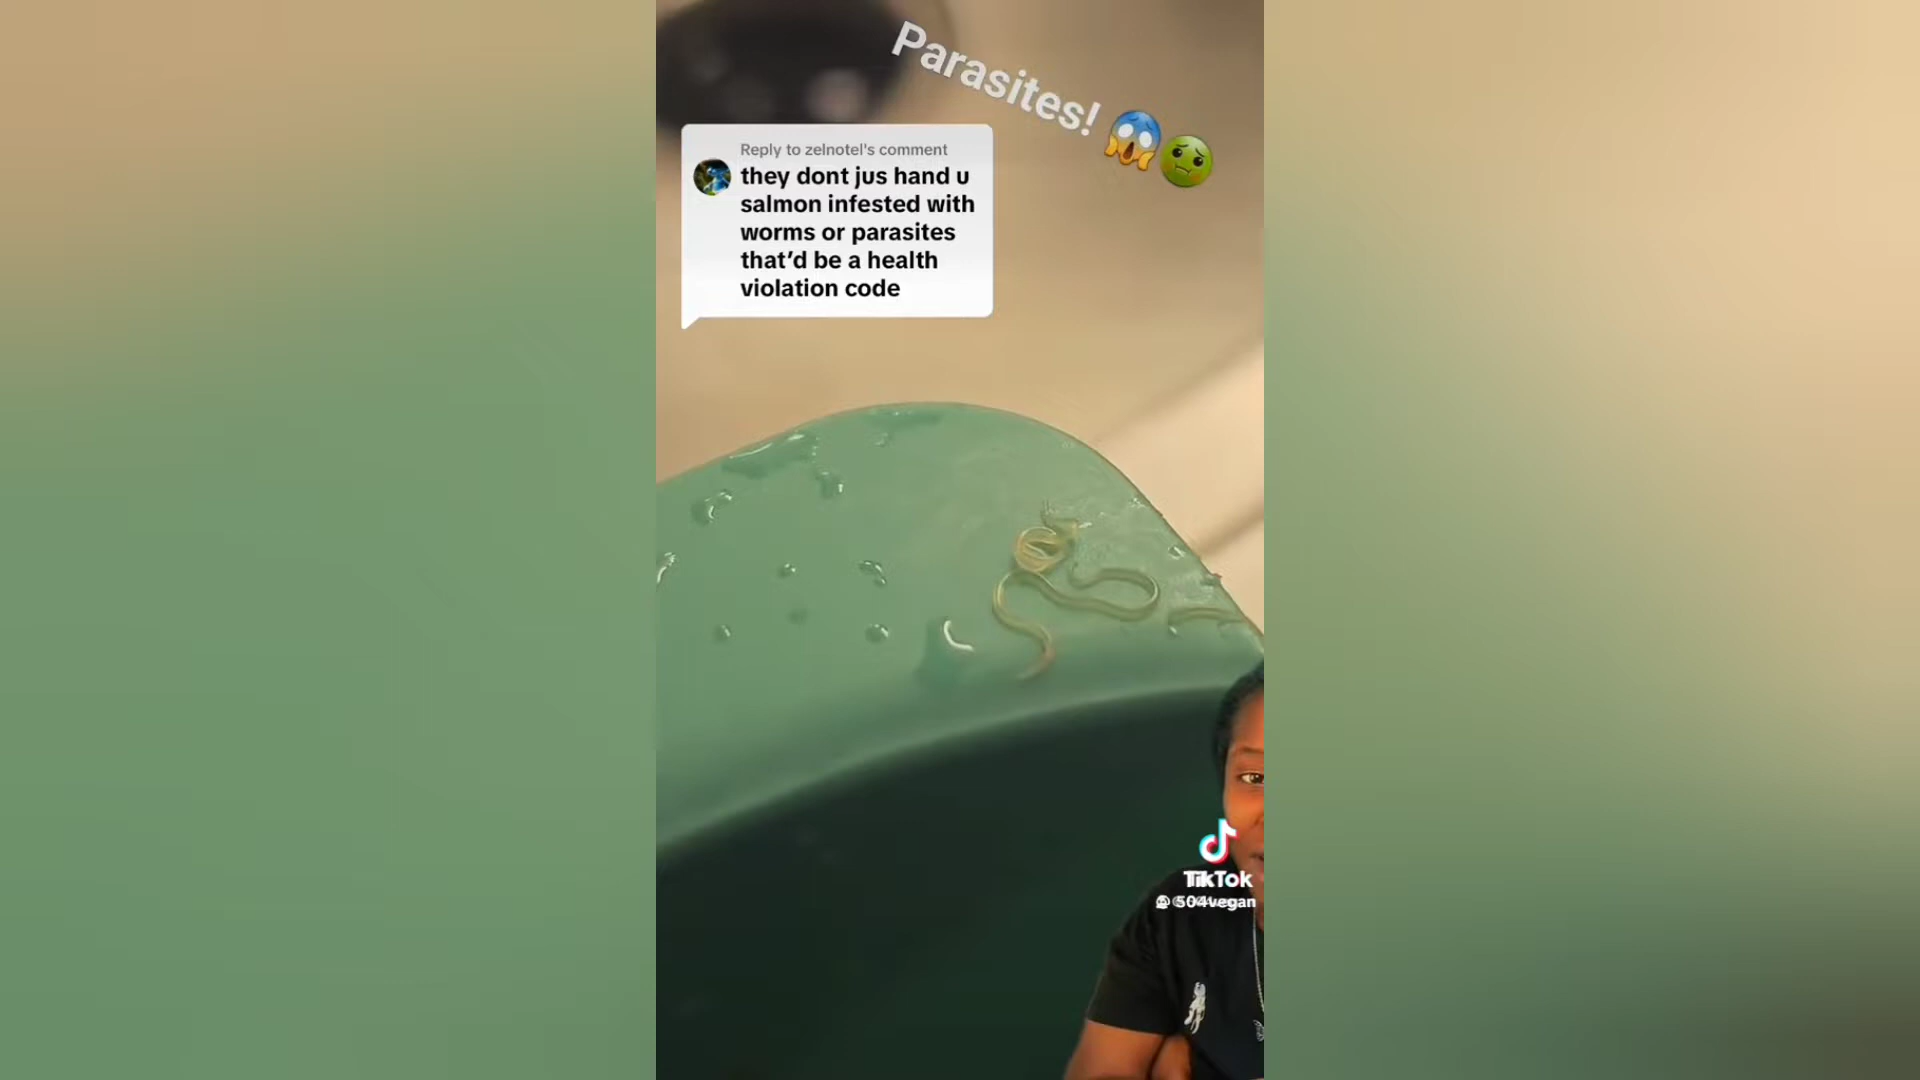 Parasites! 😱🤢
Reply to zelnotel's comment
they dont jus hand u
salmon infested with
worms or parasites
that’d be a health
violation code
TikTok
504vegan